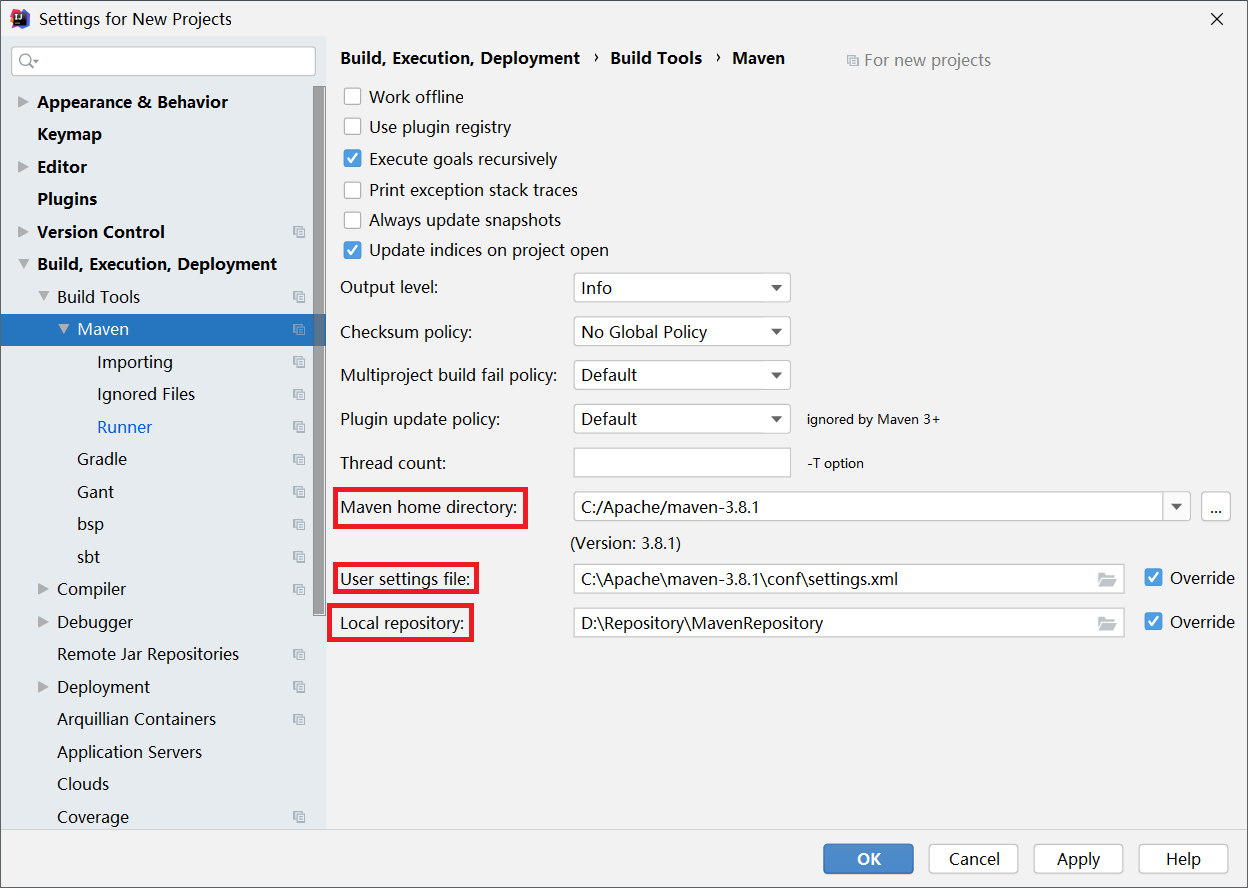 Settings for New Projects
Appearance & Behavior
Keymap
Editor
Plugins
Version Control
Build, Execution, Deployment
Build Tools
Maven
Importing
Ignored Files
Runner
Gradle
Gant
bsp
sbt
Compiler
Debugger
Remote Jar Repositories
Deployment
Arquillian Containers
Application Servers
Clouds
Coverage
Build, Execution, Deployment › Build Tools › Maven For new projects
Work offline
Use plugin registry
Execute goals recursively
Print exception stack traces
Always update snapshots
Update indices on project open
Output level: Info
Checksum policy: No Global Policy
Multiproject build fail policy: Default
Plugin update policy: Default ignored by Maven 3+
Thread count: -T option
Maven home directory: C:/Apache/maven-3.8.1 ...
(Version: 3.8.1)
User settings file: C:\Apache\maven-3.8.1\conf\settings.xml Override
Local repository: D:\Repository\MavenRepository Override
OK Cancel Apply Help